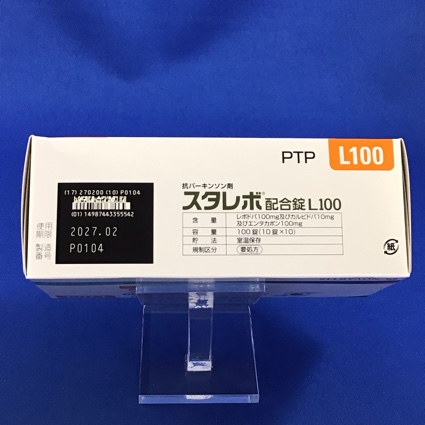 PTP L100
(17) 270200 (10) P0104
(01) 14987443355542
使用期限 2027.02
製造番号 P0104
抗パーキンソン剤
スタレボ®配合錠L100
含量 レボドパ100mg及びカルビドパ10mg
及びエンタカポン100mg
容量 100錠(10錠×10)
貯法 室温保存
規制区分 要処方
紙